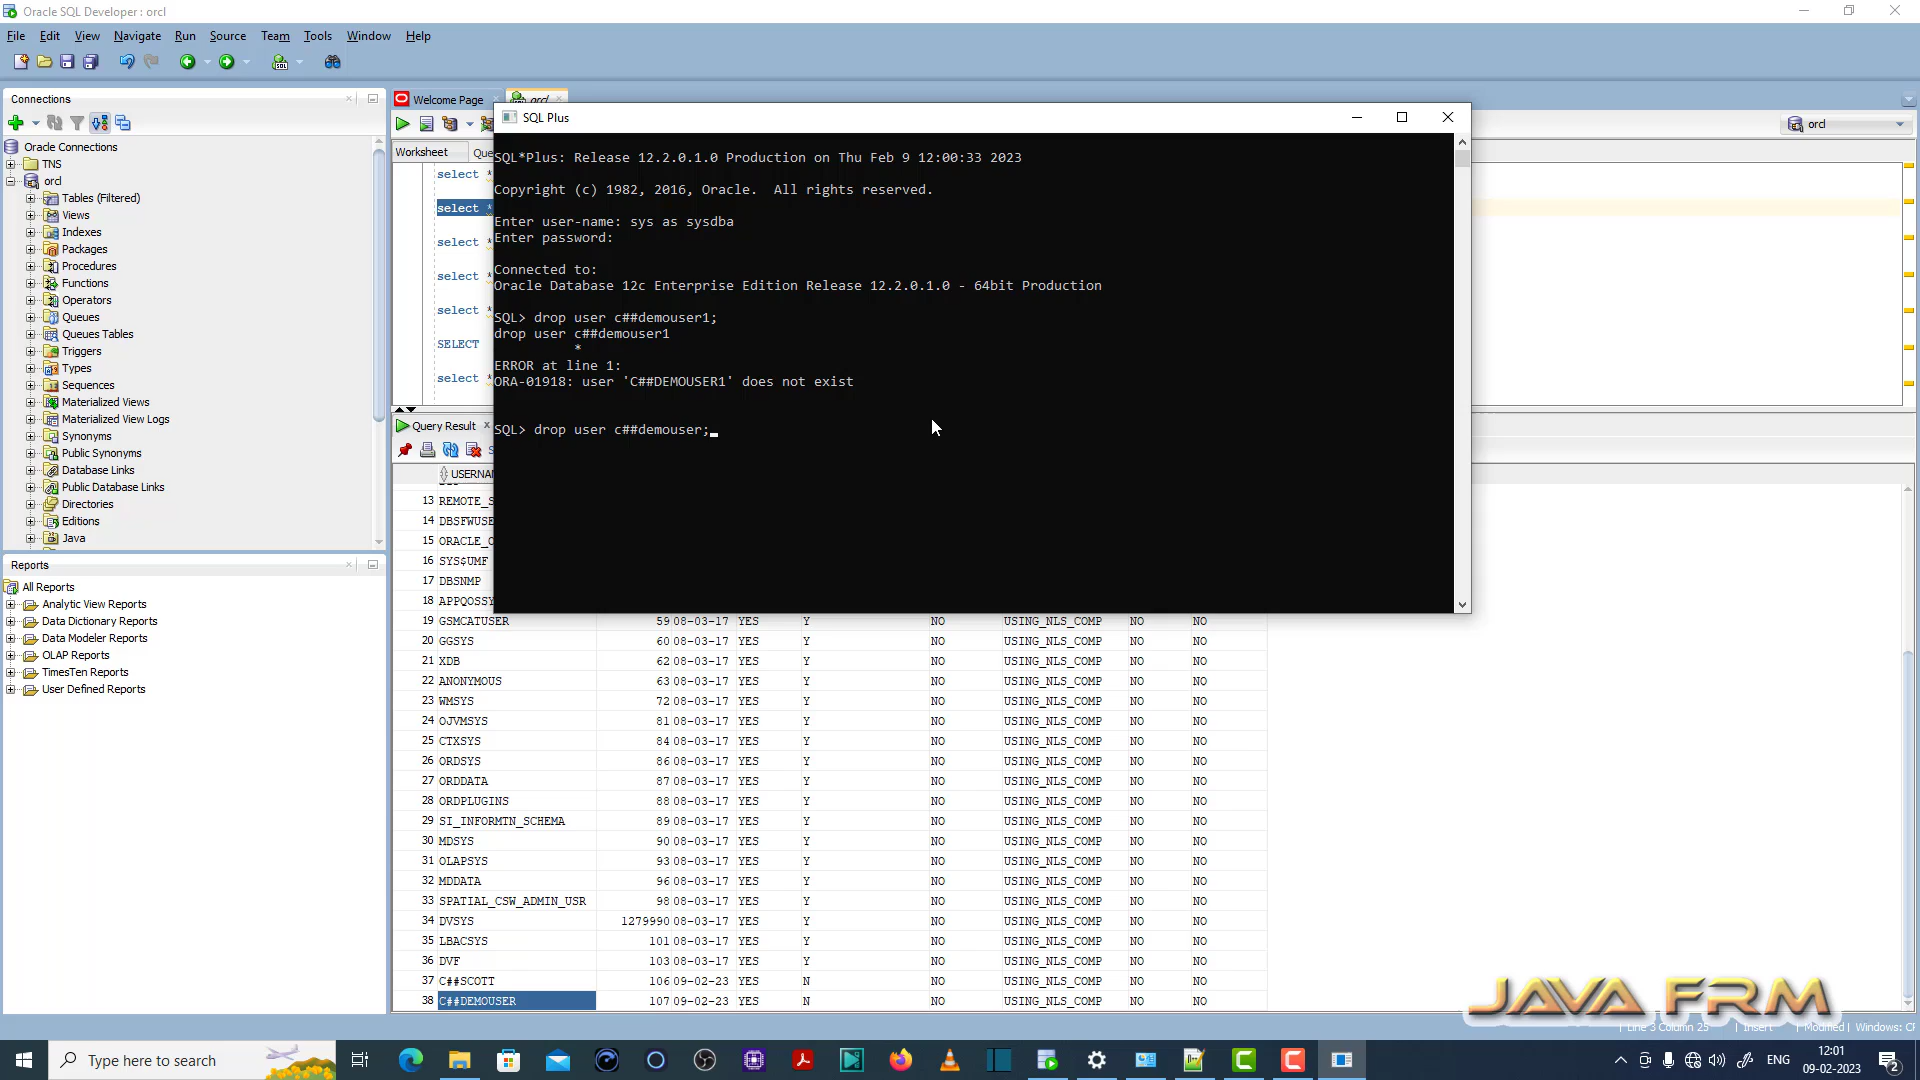 Oracle SQL Developer : orcl
File Edit View Navigate Run Source Team Tools Window Help
Connections
Oracle Connections
TNS
orcl
Tables (Filtered)
Views
Indexes
Packages
Procedures
Functions
Operators
Queues
Queues Tables
Triggers
Types
Sequences
Materialized Views
Materialized View Logs
Synonyms
Public Synonyms
Database Links
Public Database Links
Directories
Editions
Java
Reports
All Reports
Analytic View Reports
Data Dictionary Reports
Data Modeler Reports
OLAP Reports
TimesTen Reports
User Defined Reports
Welcome Page orcl
orcl
Worksheet Que
select *
select *
select *
select *
select *
SELECT
select *
SQL Plus
SQL*Plus: Release 12.2.0.1.0 Production on Thu Feb 9 12:00:33 2023
Copyright (c) 1982, 2016, Oracle.  All rights reserved.
Enter user-name: sys as sysdba
Enter password:
Connected to:
Oracle Database 12c Enterprise Edition Release 12.2.0.1.0 - 64bit Production
SQL> drop user c##demouser1;
drop user c##demouser1
*
ERROR at line 1:
ORA-01918: user 'C##DEMOUSER1' does not exist
SQL> drop user c##demouser;
Query Result
USERNA
13 REMOTE_S
14 DBSFWUSE
15 ORACLE_O
16 SYS$UMF
17 DBSNMP
18 APPQOSSY
19 GSMCATUSER 59 08-03-17 YES Y NO USING_NLS_COMP NO NO
20 GGSYS 60 08-03-17 YES Y NO USING_NLS_COMP NO NO
21 XDB 62 08-03-17 YES Y NO USING_NLS_COMP NO NO
22 ANONYMOUS 63 08-03-17 YES Y NO USING_NLS_COMP NO NO
23 WMSYS 72 08-03-17 YES Y NO USING_NLS_COMP NO NO
24 OJVMSYS 81 08-03-17 YES Y NO USING_NLS_COMP NO NO
25 CTXSYS 84 08-03-17 YES Y NO USING_NLS_COMP NO NO
26 ORDSYS 86 08-03-17 YES Y NO USING_NLS_COMP NO NO
27 ORDDATA 87 08-03-17 YES Y NO USING_NLS_COMP NO NO
28 ORDPLUGINS 88 08-03-17 YES Y NO USING_NLS_COMP NO NO
29 SI_INFORMTN_SCHEMA 89 08-03-17 YES Y NO USING_NLS_COMP NO NO
30 MDSYS 90 08-03-17 YES Y NO USING_NLS_COMP NO NO
31 OLAPSYS 93 08-03-17 YES Y NO USING_NLS_COMP NO NO
32 MDDATA 96 08-03-17 YES Y NO USING_NLS_COMP NO NO
33 SPATIAL_CSW_ADMIN_USR 98 08-03-17 YES Y NO USING_NLS_COMP NO NO
34 DVSYS 1279990 08-03-17 YES Y NO USING_NLS_COMP NO NO
35 LBACSYS 101 08-03-17 YES Y NO USING_NLS_COMP NO NO
36 DVF 103 08-03-17 YES Y NO USING_NLS_COMP NO NO
37 C##SCOTT 106 09-02-23 YES N NO USING_NLS_COMP NO NO
38 C##DEMOUSER 107 09-02-23 YES N NO USING_NLS_COMP NO NO
JAVA FRM
Line 3 Column 25 Insert Modified Windows: CF
Type here to search
ENG
12:01
09-02-2023
2